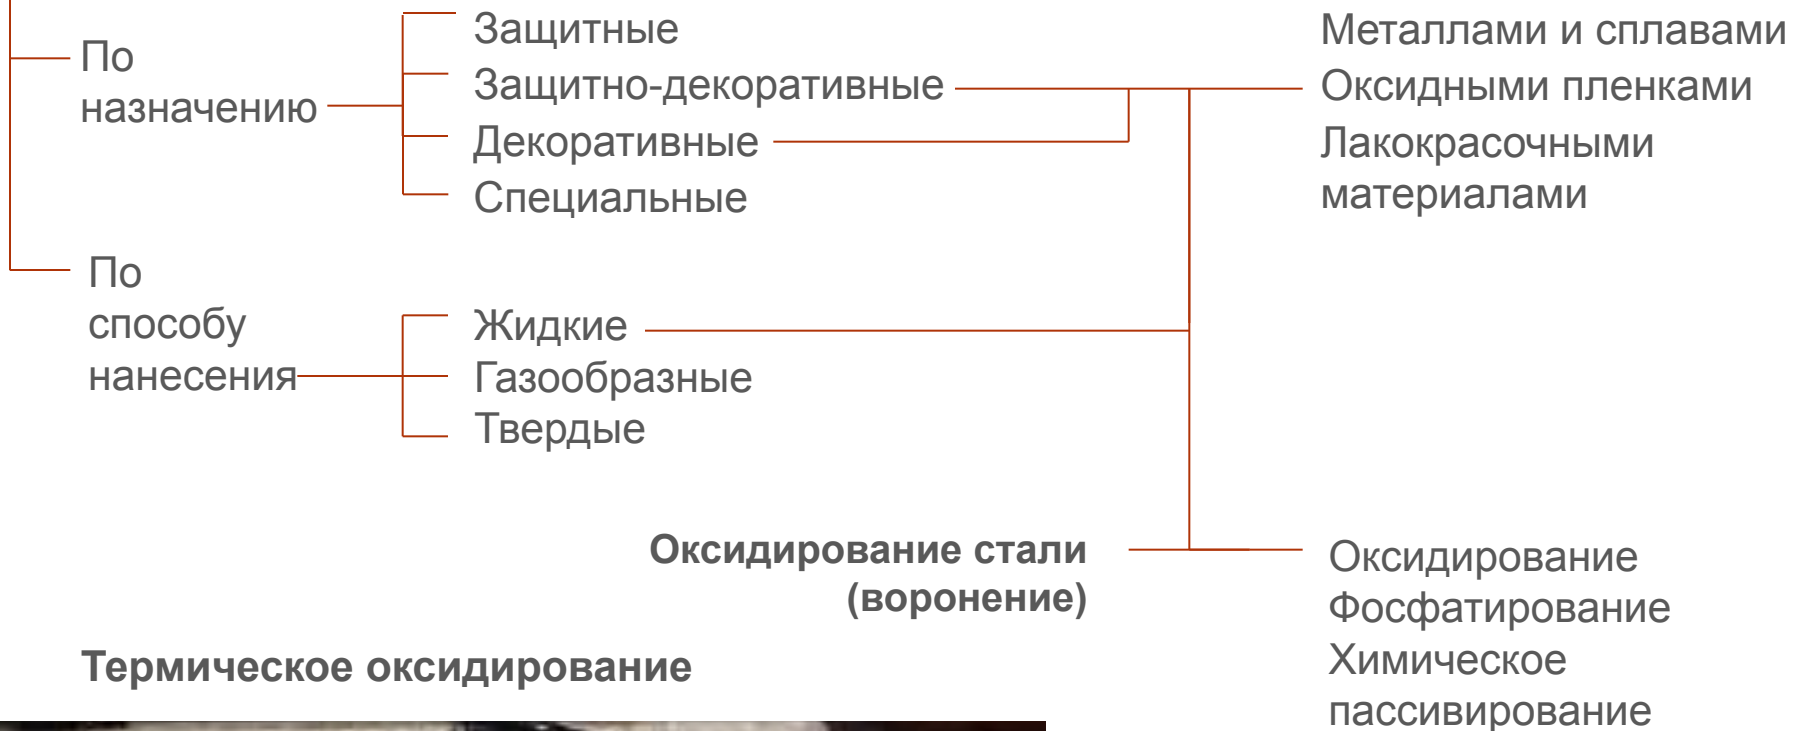 По
назначению
Защитные
Защитно-декоративные
Декоративные
Специальные
Металлами и сплавами
Оксидными пленками
Лакокрасочными
материалами
По
способу
нанесения
Жидкие
Газообразные
Твердые
Оксидирование стали
(воронение)
Оксидирование
Фосфатирование
Химическое
пассивирование
Термическое оксидирование